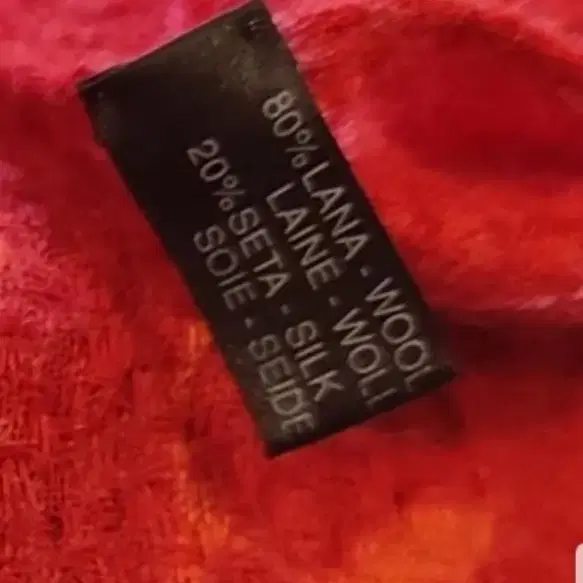 80% LANA - WOOL
LAINE - WOLL
20% SETA - SILK
SOIE - SEIDE